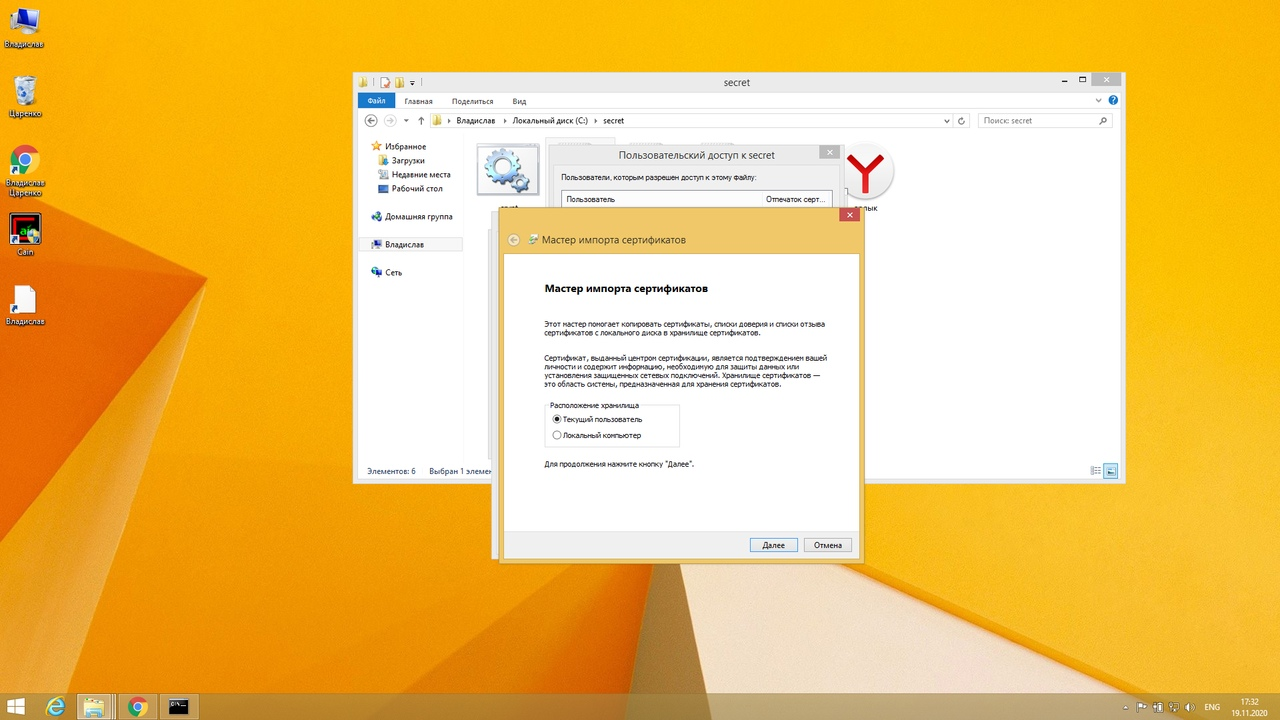 Владислав
Царенко
Владислав
Царенко
Cain
Владислав
secret
Файл
Главная
Поделиться
Вид
Владислав
Локальный диск (C:)
secret
Поиск: secret
Избранное
Загрузки
Недавние места
Рабочий стол
Домашняя группа
Владислав
Сеть
Пользовательский доступ к secret
Пользователи, которым разрешен доступ к этому файлу:
Пользователь
Отпечаток серт...
Мастер импорта сертификатов
Мастер импорта сертификатов
Этот мастер помогает копировать сертификаты, списки доверия и списки отзыва
сертификатов с локального диска в хранилище сертификатов.
Сертификат, выданный центром сертификации, является подтверждением вашей
личности и содержит информацию, необходимую для защиты данных или
установления защищенных сетевых подключений. Хранилище сертификатов —
это область системы, предназначенная для хранения сертификатов.
Расположение хранилища
Текущий пользователь
Локальный компьютер
Для продолжения нажмите кнопку "Далее".
Далее
Отмена
Элементов: 6
Выбран 1 элемен
ENG
17:32
19.11.2020